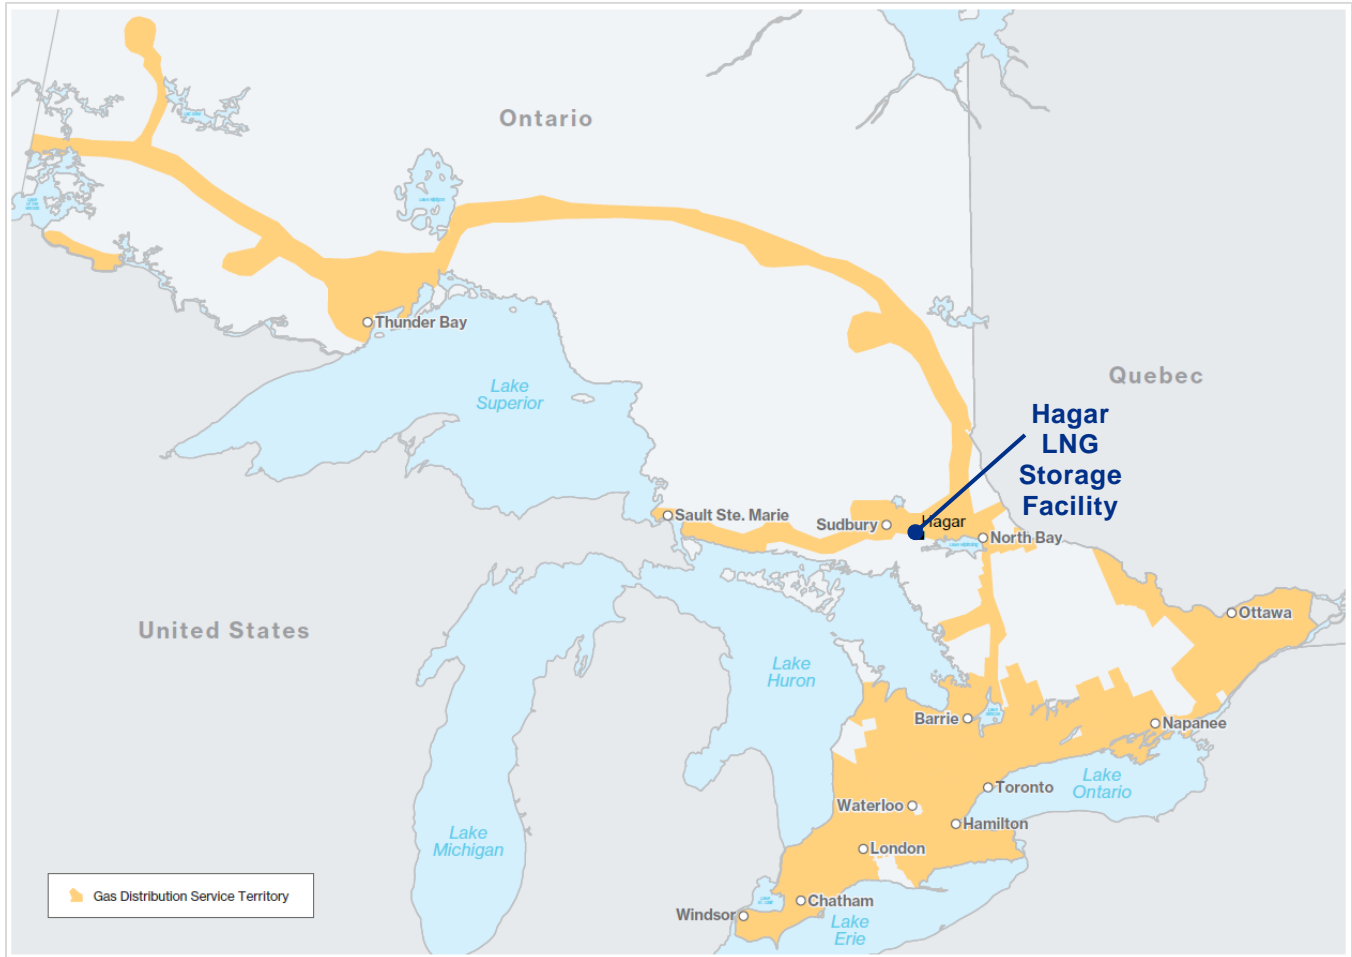 Ontario
Thunder Bay
Lake
Superior
Quebec
Hagar
LNG
Storage
Facility
Sault Ste. Marie
Sudbury
Hagar
North Bay
United States
Ottawa
Lake
Huron
Barrie
Napanee
Lake
Ontario
Toronto
Waterloo
Hamilton
Lake
Michigan
London
Gas Distribution Service Territory
Chatham
Windsor
Lake
Erie